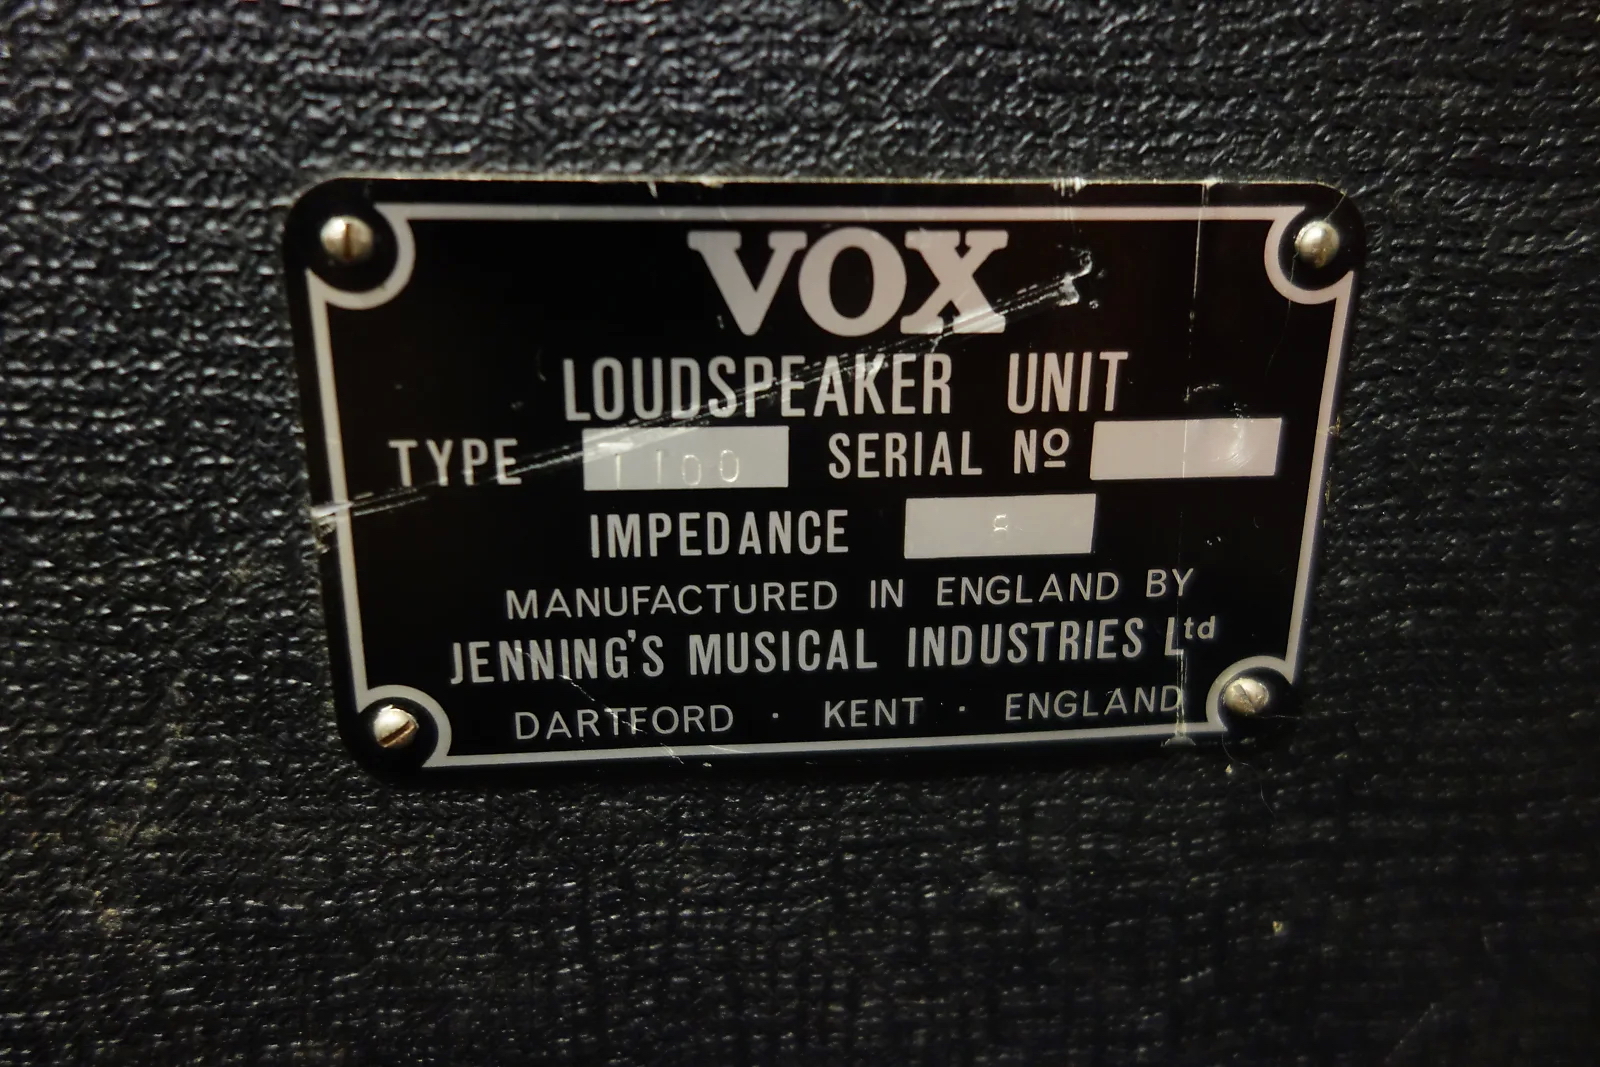 VOX
LOUDSPEAKER UNIT
TYPE T100 SERIAL Nº
IMPEDANCE 8
MANUFACTURED IN ENGLAND BY
JENNING'S MUSICAL INDUSTRIES Ltd
DARTFORD · KENT · ENGLAND